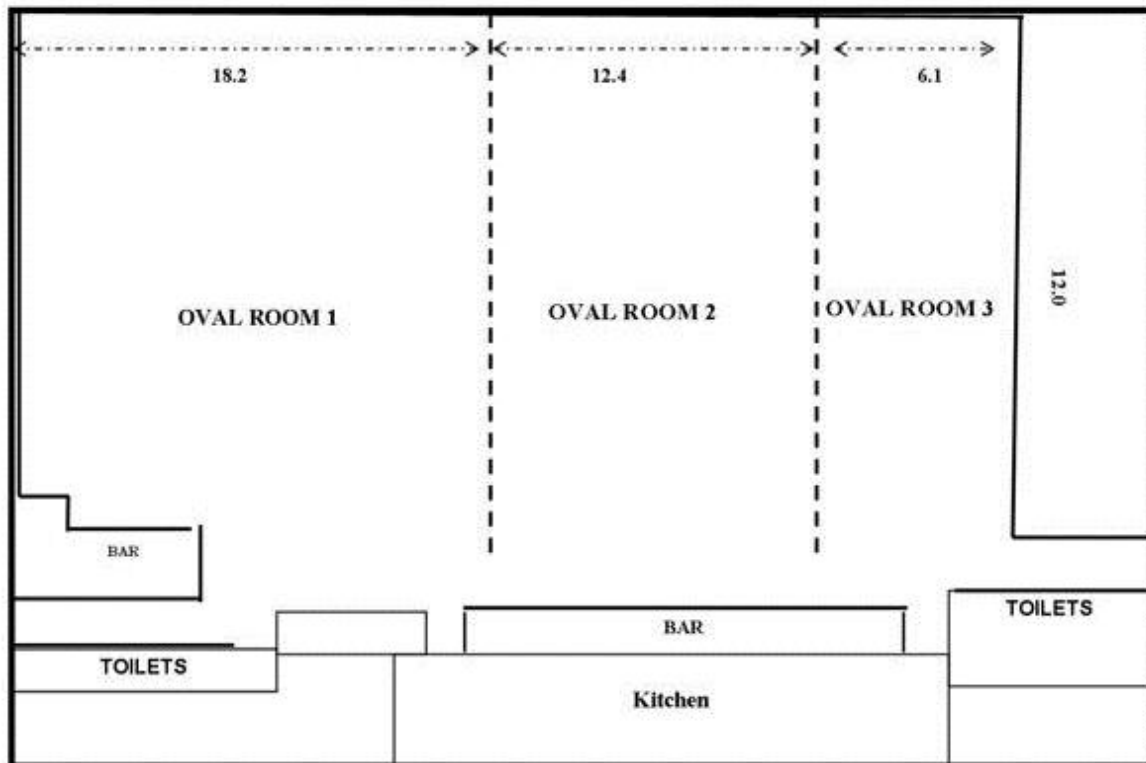 18.2
12.4
6.1
12.0
OVAL ROOM 1
OVAL ROOM 2
OVAL ROOM 3
BAR
TOILETS
BAR
TOILETS
Kitchen